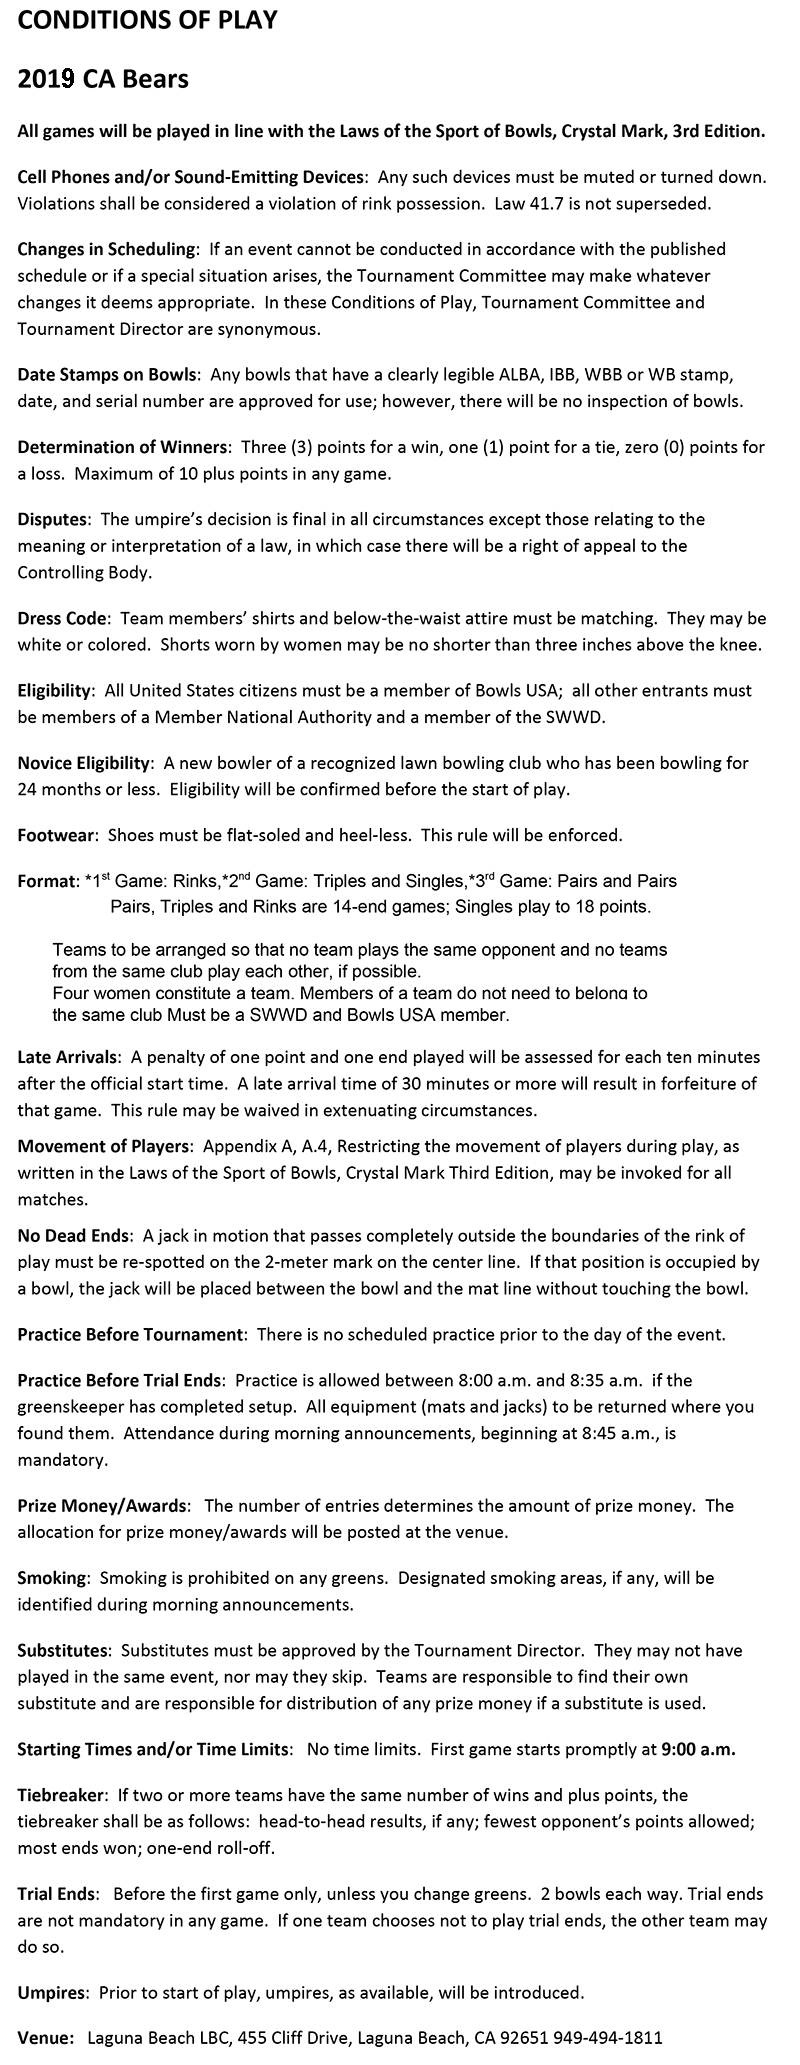 CONDITIONS OF PLAY
2019 CA Bears
All games will be played in line with the Laws of the Sport of Bowls, Crystal Mark, 3rd Edition.
Cell Phones and/or Sound-Emitting Devices:  Any such devices must be muted or turned down.
Violations shall be considered a violation of rink possession.  Law 41.7 is not superseded.
Changes in Scheduling:  If an event cannot be conducted in accordance with the published
schedule or if a special situation arises, the Tournament Committee may make whatever
changes it deems appropriate.  In these Conditions of Play, Tournament Committee and
Tournament Director are synonymous.
Date Stamps on Bowls:  Any bowls that have a clearly legible ALBA, IBB, WBB or WB stamp,
date, and serial number are approved for use; however, there will be no inspection of bowls.
Determination of Winners:  Three (3) points for a win, one (1) point for a tie, zero (0) points for
a loss.  Maximum of 10 plus points in any game.
Disputes:  The umpire’s decision is final in all circumstances except those relating to the
meaning or interpretation of a law, in which case there will be a right of appeal to the
Controlling Body.
Dress Code:  Team members’ shirts and below-the-waist attire must be matching.  They may be
white or colored.  Shorts worn by women may be no shorter than three inches above the knee.
Eligibility:  All United States citizens must be a member of Bowls USA;  all other entrants must
be members of a Member National Authority and a member of the SWWD.
Novice Eligibility:  A new bowler of a recognized lawn bowling club who has been bowling for
24 months or less.  Eligibility will be confirmed before the start of play.
Footwear:  Shoes must be flat-soled and heel-less.  This rule will be enforced.
Format: *1st Game: Rinks,*2nd Game: Triples and Singles,*3rd Game: Pairs and Pairs
Pairs, Triples and Rinks are 14-end games; Singles play to 18 points.
Teams to be arranged so that no team plays the same opponent and no teams
from the same club play each other, if possible.
Four women constitute a team. Members of a team do not need to belong to
the same club Must be a SWWD and Bowls USA member.
Late Arrivals:  A penalty of one point and one end played will be assessed for each ten minutes
after the official start time.  A late arrival time of 30 minutes or more will result in forfeiture of
that game.  This rule may be waived in extenuating circumstances.
Movement of Players:  Appendix A, A.4, Restricting the movement of players during play, as
written in the Laws of the Sport of Bowls, Crystal Mark Third Edition, may be invoked for all
matches.
No Dead Ends:  A jack in motion that passes completely outside the boundaries of the rink of
play must be re-spotted on the 2-meter mark on the center line.  If that position is occupied by
a bowl, the jack will be placed between the bowl and the mat line without touching the bowl.
Practice Before Tournament:  There is no scheduled practice prior to the day of the event.
Practice Before Trial Ends:  Practice is allowed between 8:00 a.m. and 8:35 a.m.  if the
greenskeeper has completed setup.  All equipment (mats and jacks) to be returned where you
found them.  Attendance during morning announcements, beginning at 8:45 a.m., is
mandatory.
Prize Money/Awards:   The number of entries determines the amount of prize money.  The
allocation for prize money/awards will be posted at the venue.
Smoking:  Smoking is prohibited on any greens.  Designated smoking areas, if any, will be
identified during morning announcements.
Substitutes:  Substitutes must be approved by the Tournament Director.  They may not have
played in the same event, nor may they skip.  Teams are responsible to find their own
substitute and are responsible for distribution of any prize money if a substitute is used.
Starting Times and/or Time Limits:   No time limits.  First game starts promptly at 9:00 a.m.
Tiebreaker:  If two or more teams have the same number of wins and plus points, the
tiebreaker shall be as follows:  head-to-head results, if any; fewest opponent’s points allowed;
most ends won; one-end roll-off.
Trial Ends:   Before the first game only, unless you change greens.  2 bowls each way. Trial ends
are not mandatory in any game.  If one team chooses not to play trial ends, the other team may
do so.
Umpires:  Prior to start of play, umpires, as available, will be introduced.
Venue:   Laguna Beach LBC, 455 Cliff Drive, Laguna Beach, CA 92651 949-494-1811